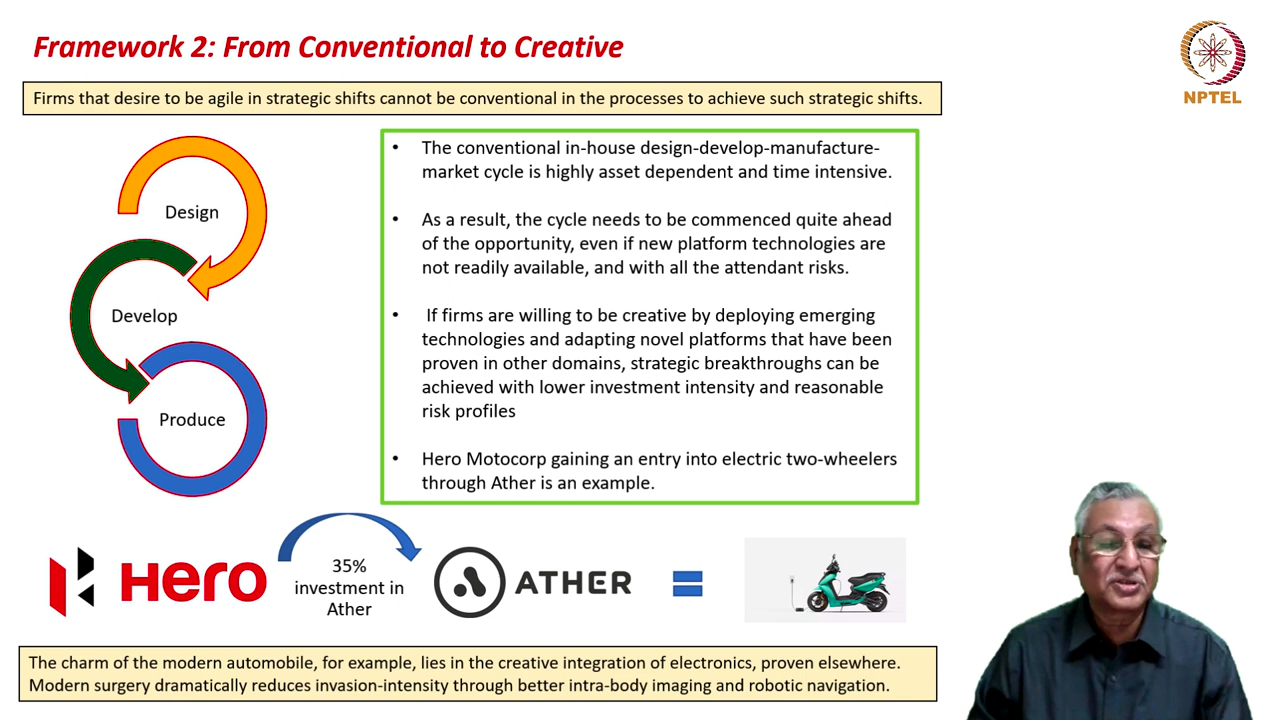 Framework 2: From Conventional to Creative
NPTEL
Firms that desire to be agile in strategic shifts cannot be conventional in the processes to achieve such strategic shifts.
Design
Develop
Produce
• The conventional in-house design-develop-manufacture-
market cycle is highly asset dependent and time intensive.
• As a result, the cycle needs to be commenced quite ahead
of the opportunity, even if new platform technologies are
not readily available, and with all the attendant risks.
• If firms are willing to be creative by deploying emerging
technologies and adapting novel platforms that have been
proven in other domains, strategic breakthroughs can be
achieved with lower investment intensity and reasonable
risk profiles
• Hero Motocorp gaining an entry into electric two-wheelers
through Ather is an example.
Hero
35%
investment in
Ather
ATHER
=
The charm of the modern automobile, for example, lies in the creative integration of electronics, proven elsewhere.
Modern surgery dramatically reduces invasion-intensity through better intra-body imaging and robotic navigation.